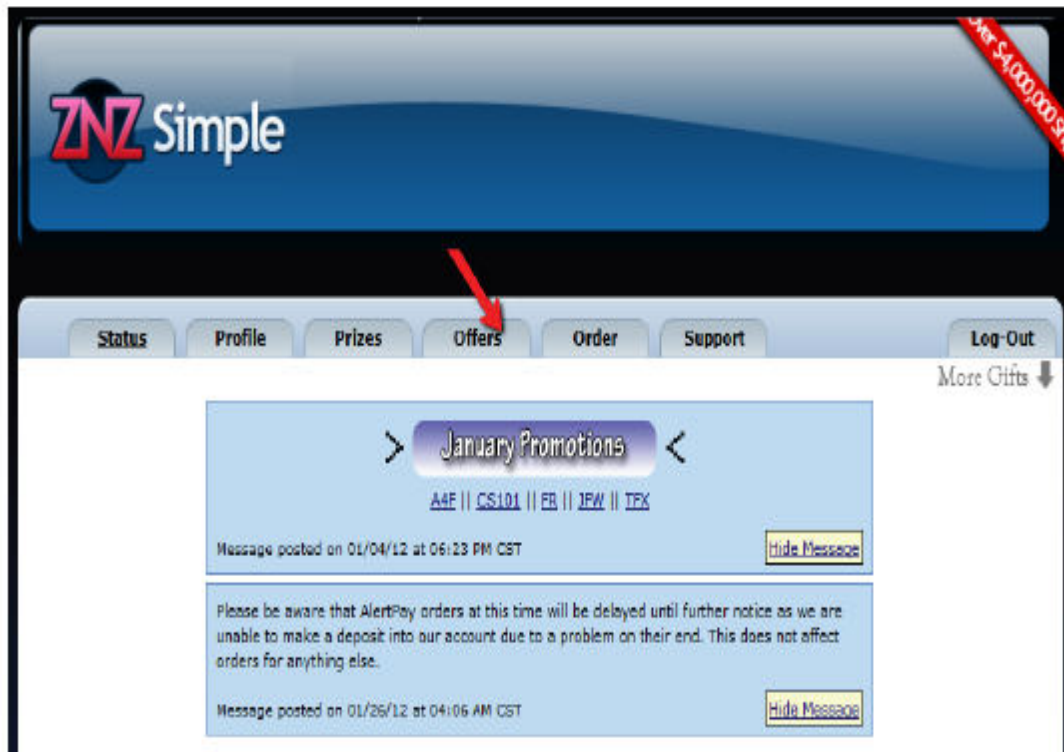 over $4,000,000
ZNZ Simple
Status Profile Prizes Offers Order Support Log-Out
More Gifts
> January Promotions <
A4F || CS101 || FR || JFW || TFX
Message posted on 01/04/12 at 06:23 PM CST Hide Message
Please be aware that AlertPay orders at this time will be delayed until further notice as we are
unable to make a deposit into our account due to a problem on their end. This does not affect
orders for anything else.
Message posted on 01/26/12 at 04:06 AM CST Hide Message